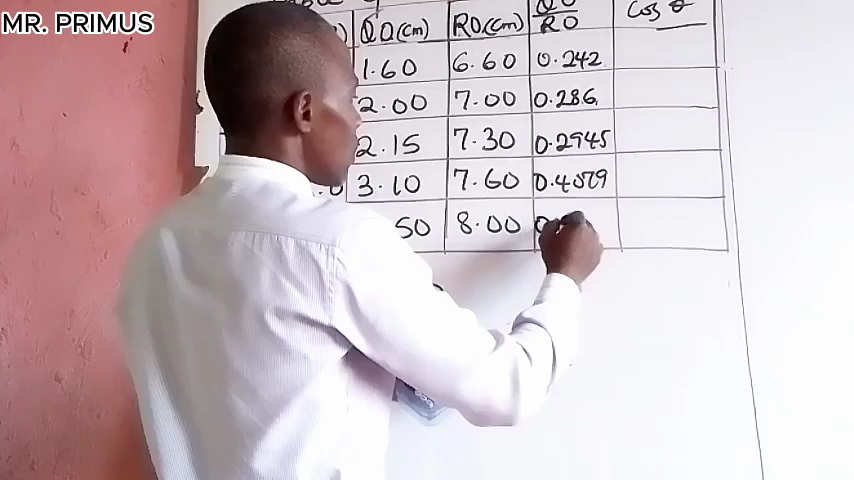 MR. PRIMUS
QO(cm) RO(cm) QO/RO Cos θ
1.60 6.60 0.242
2.00 7.00 0.286
2.15 7.30 0.2945
3.10 7.60 0.4079
50 8.00